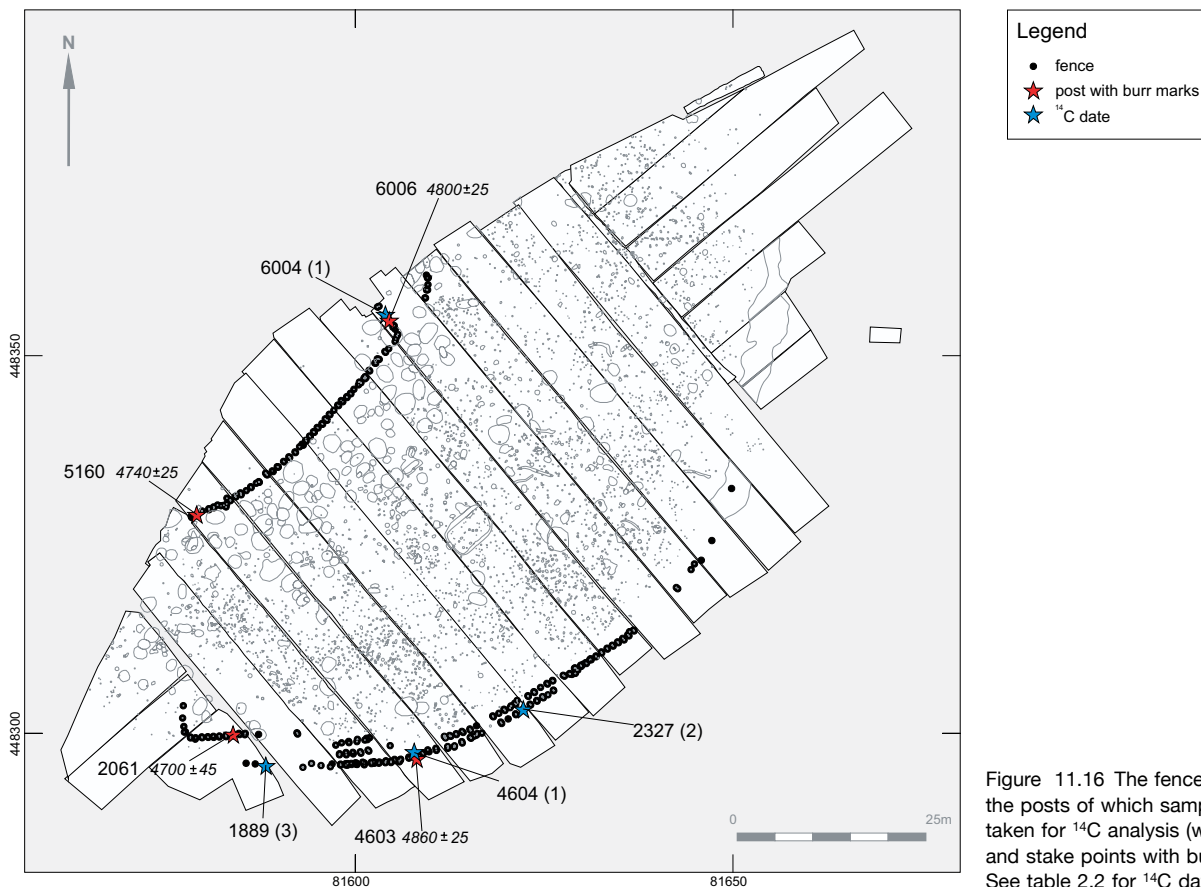 N
Legend
fence
post with burr marks
14C date
6006 4800±25
6004 (1)
448350
5160 4740±25
448300
2327 (2)
2061 4700±45
4604 (1)
1889 (3)
4603 4860±25
0 25m
81600
81650
Figure 11.16 The fence
the posts of which samp
taken for 14C analysis (w
and stake points with bu
See table 2.2 for 14C da